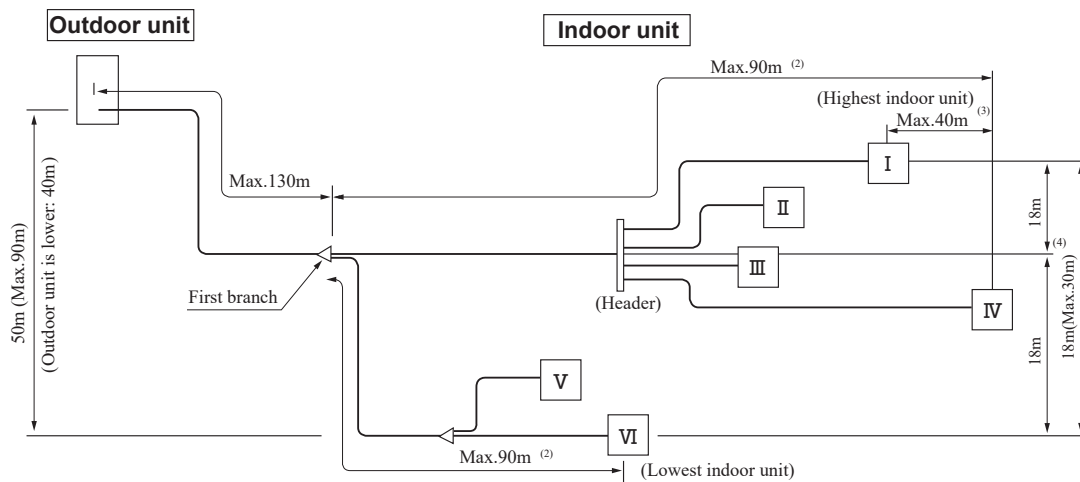 Outdoor unit
Indoor unit
Max.90m (2)
(Highest indoor unit)
Max.40m (3)
I
I
Max.130m
II
18m
(4)
III
First branch
(Header)
IV
50m (Max.90m)
(Outdoor unit is lower: 40m)
18m
18m(Max.30m)
V
VI
Max.90m (2)
(Lowest indoor unit)